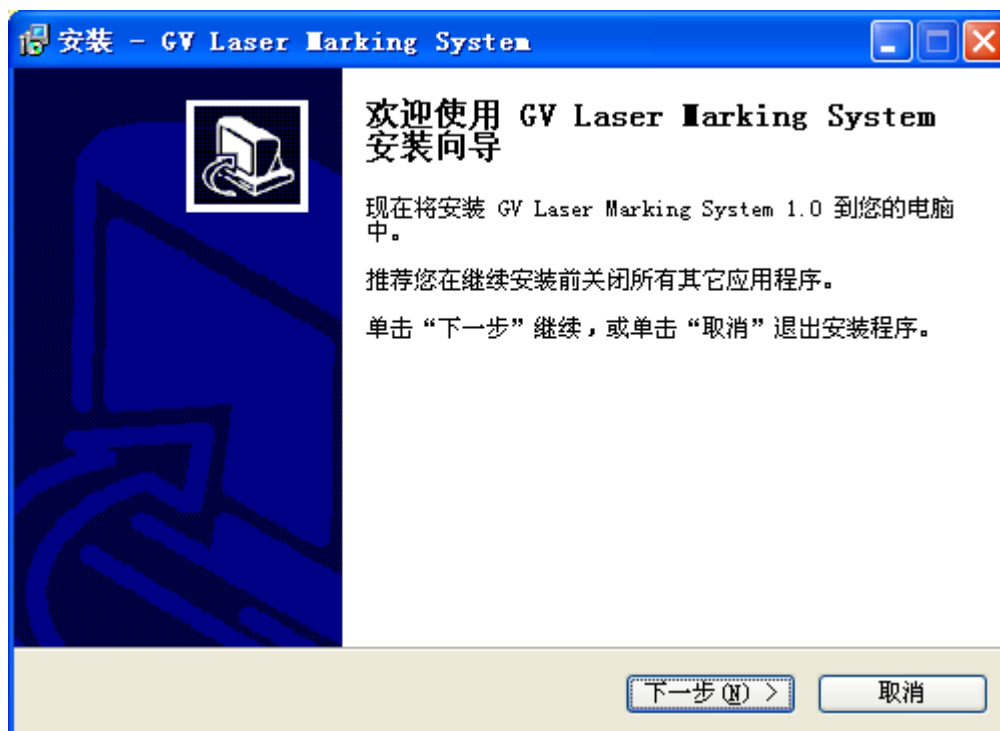 安装 - GV Laser Marking System
欢迎使用 GV Laser Marking System
安装向导
现在将安装 GV Laser Marking System 1.0 到您的电脑
中。
推荐您在继续安装前关闭所有其它应用程序。
单击“下一步”继续，或单击“取消”退出安装程序。
下一步(N) >
取消